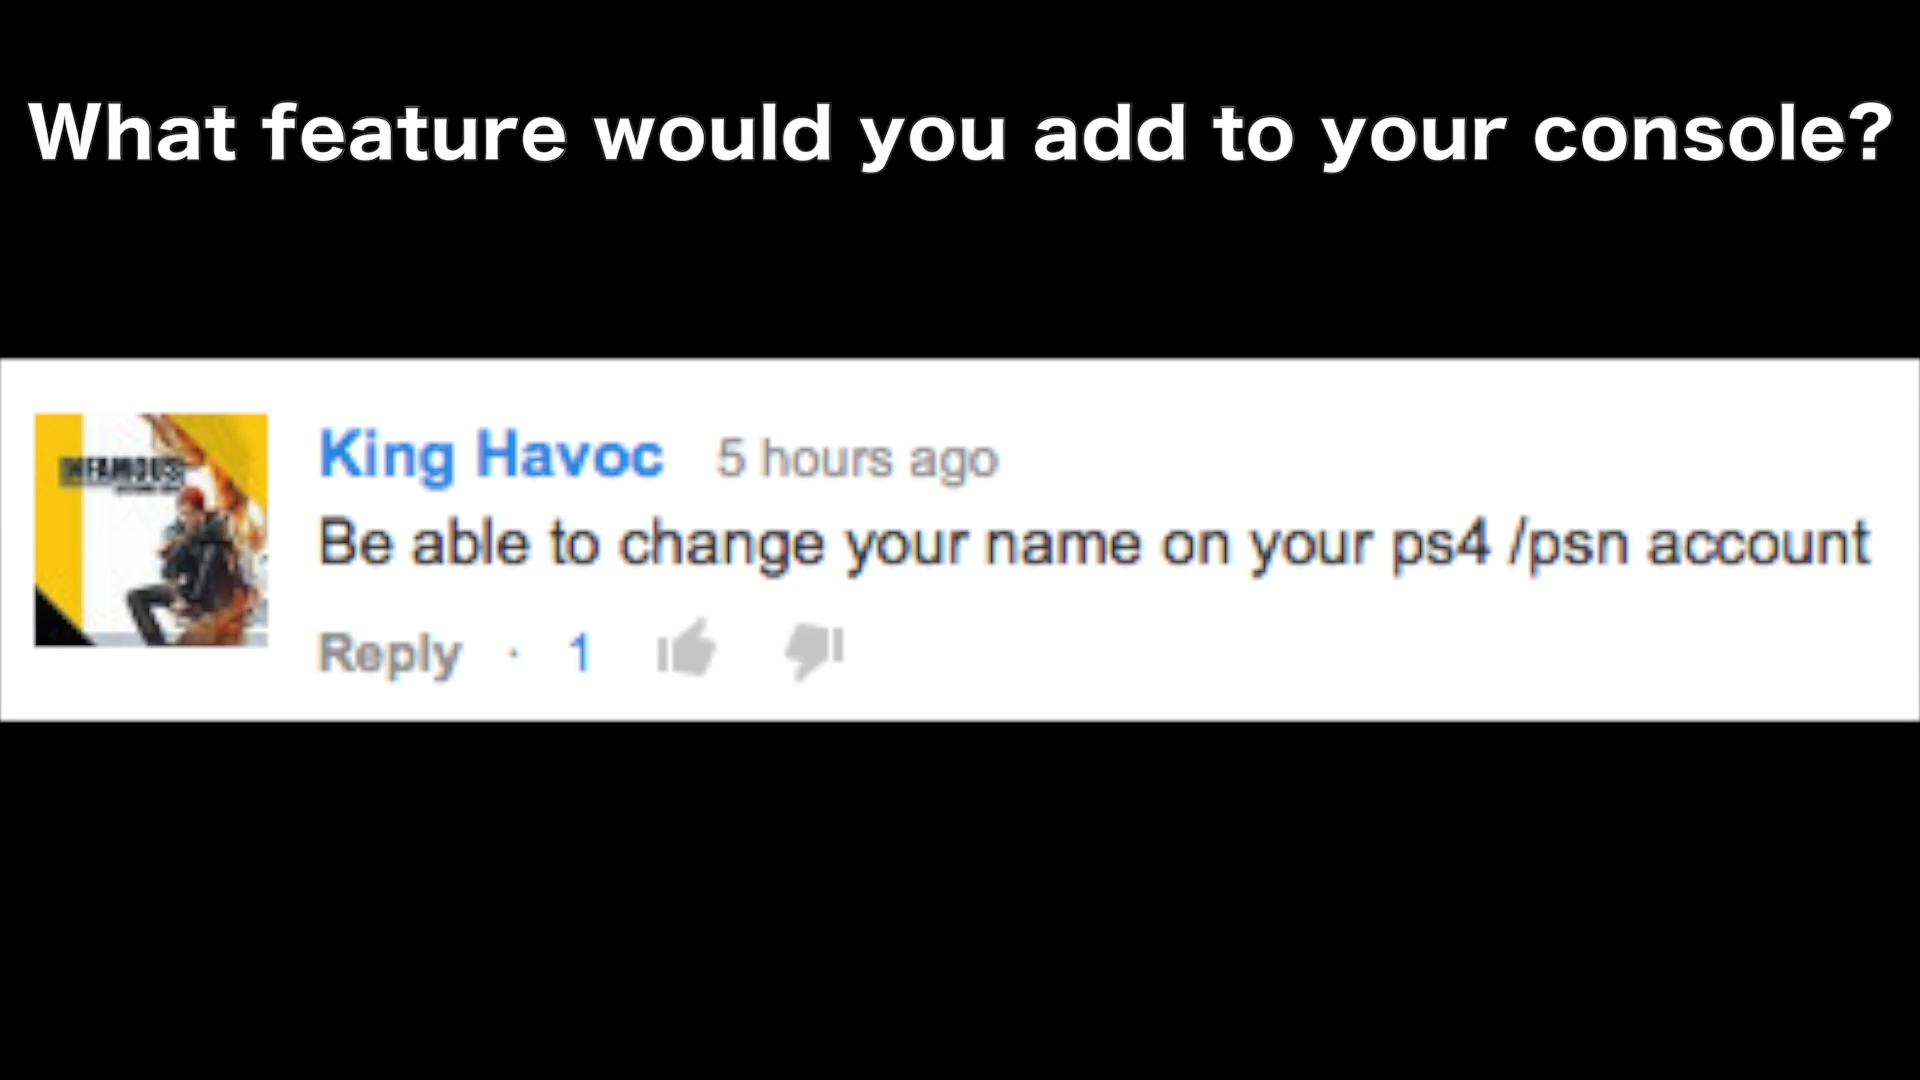 What feature would you add to your console?
INFAMOUS
King Havoc 5 hours ago
Be able to change your name on your ps4 /psn account
Reply · 1